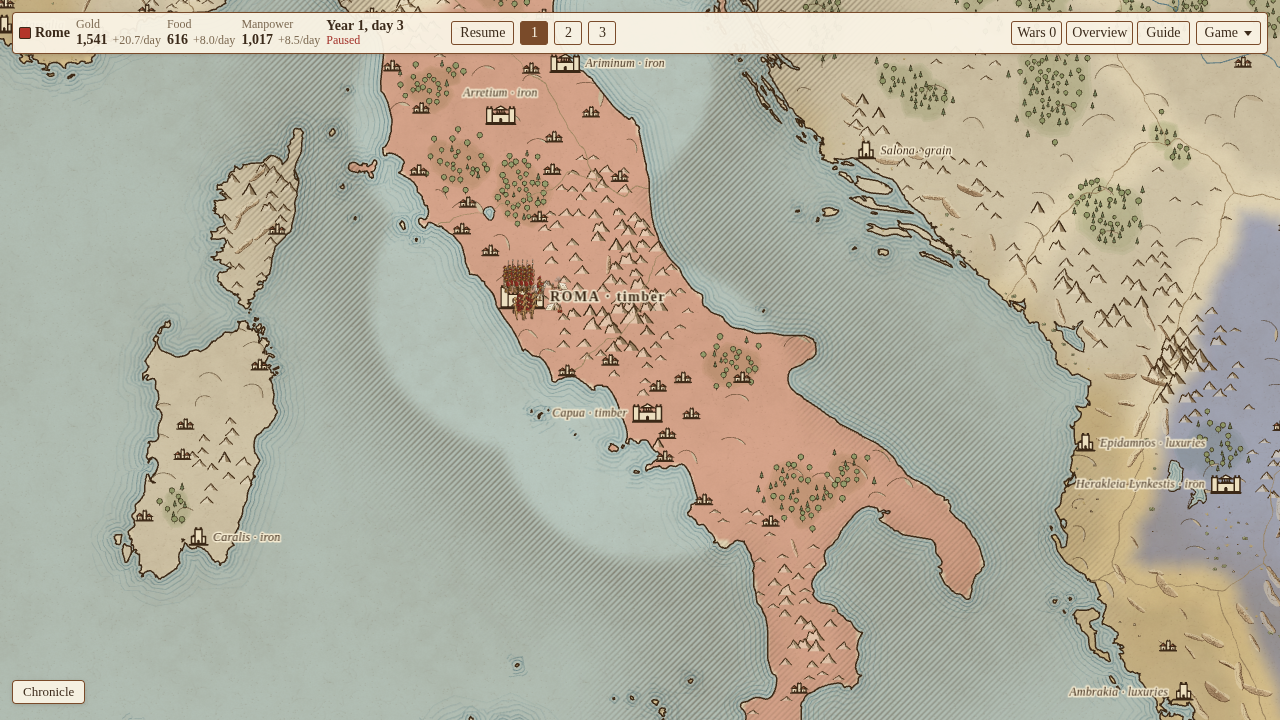 Rome
Gold
1,541 +20.7/day
Food
616 +8.0/day
Manpower
1,017 +8.5/day
Year 1, day 3
Paused
Resume
1
2
3
Wars 0
Overview
Guide
Game
Ariminum · iron
Arretium · iron
Salona · grain
ROMA · timber
Capua · timber
Epidamnos · luxuries
Herakleia Lynkestis · iron
Caralis · iron
Ambrakia · luxuries
Chronicle